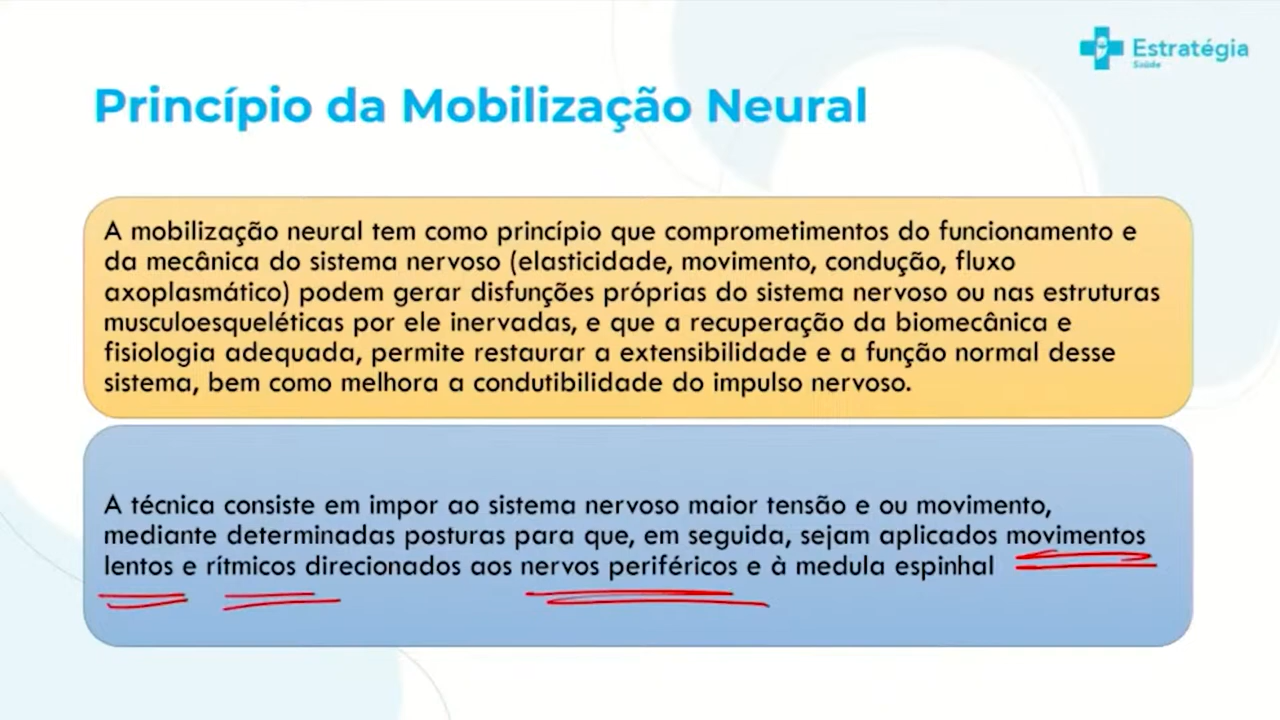 Estratégia
Saúde
Princípio da Mobilização Neural
A mobilização neural tem como princípio que comprometimentos do funcionamento e
da mecânica do sistema nervoso (elasticidade, movimento, condução, fluxo
axoplasmático) podem gerar disfunções próprias do sistema nervoso ou nas estruturas
musculoesqueléticas por ele inervadas, e que a recuperação da biomecânica e
fisiologia adequada, permite restaurar a extensibilidade e a função normal desse
sistema, bem como melhora a condutibilidade do impulso nervoso.
A técnica consiste em impor ao sistema nervoso maior tensão e ou movimento,
mediante determinadas posturas para que, em seguida, sejam aplicados movimentos
lentos e rítmicos direcionados aos nervos periféricos e à medula espinhal